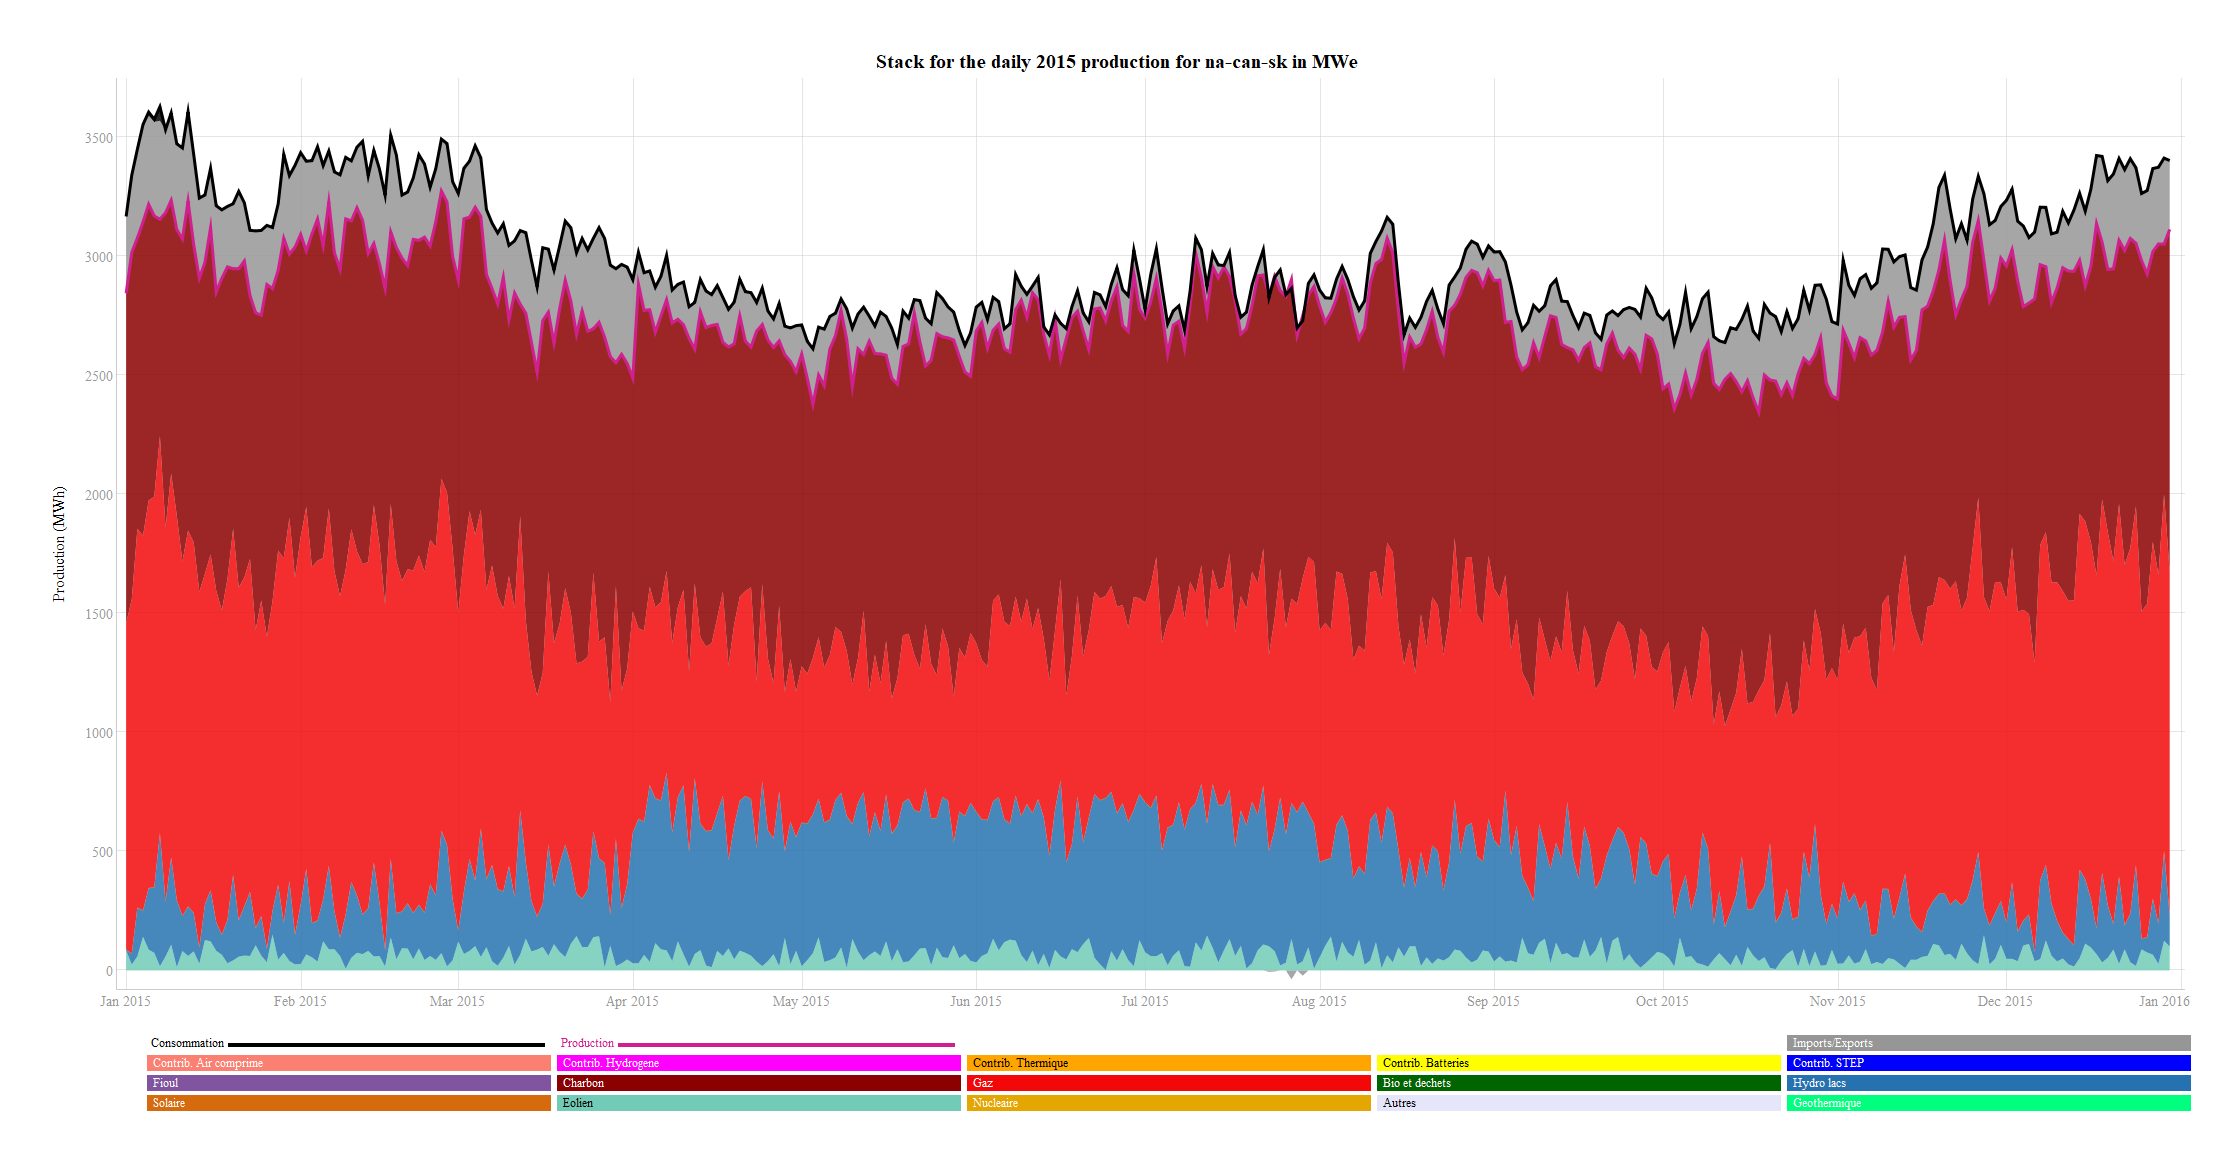 Stack for the daily 2015 production for na-can-sk in MWe
Production (MWh)
3500
3000
2500
2000
1500
1000
500
0
Jan 2015 Feb 2015 Mar 2015 Apr 2015 May 2015 Jun 2015 Jul 2015 Aug 2015 Sep 2015 Oct 2015 Nov 2015 Dec 2015 Jan 2016
Consommation Production Imports/Exports
Contrib. Air comprime Contrib. Hydrogene Contrib. Thermique Contrib. Batteries Contrib. STEP
Fioul Charbon Gaz Bio et dechets Hydro lacs
Solaire Eolien Nucleaire Autres Geothermique